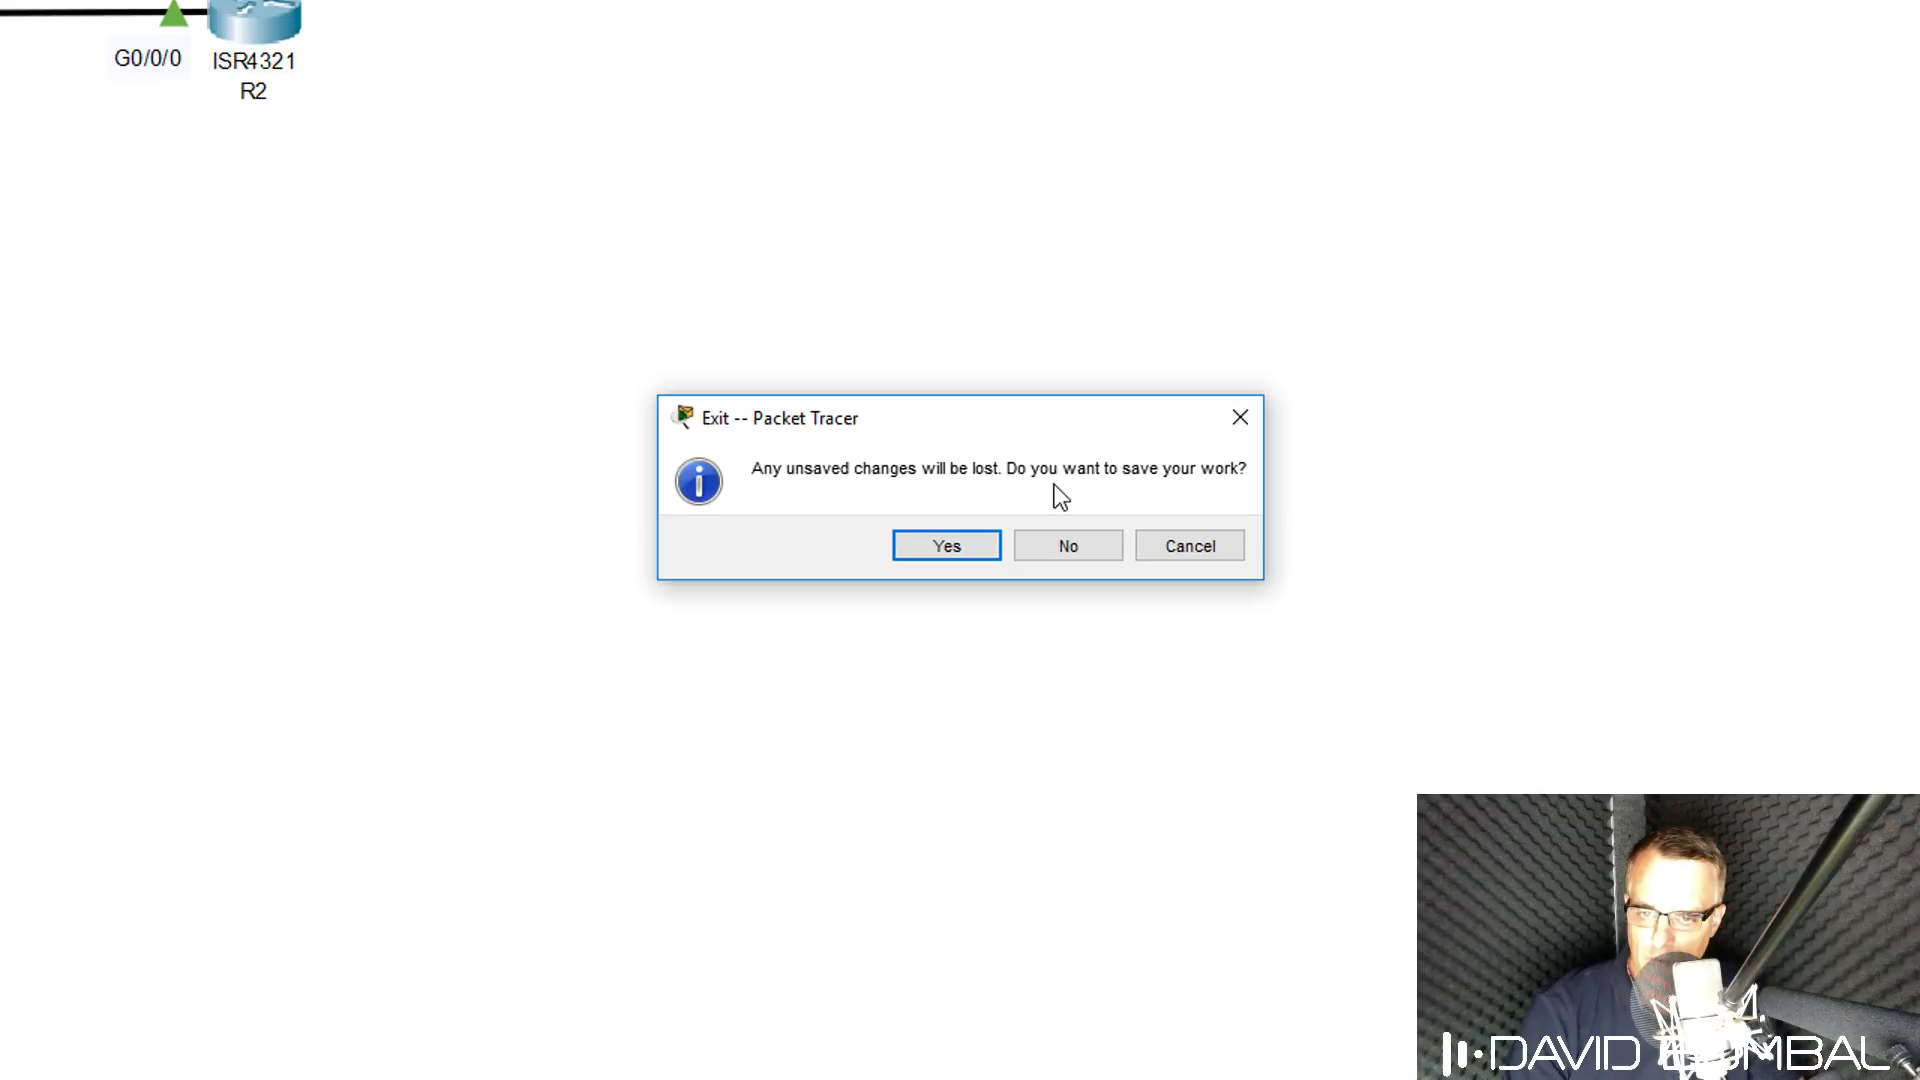 G0/0/0
ISR4321
R2
Exit -- Packet Tracer
Any unsaved changes will be lost. Do you want to save your work?
Yes
No
Cancel
DAVID